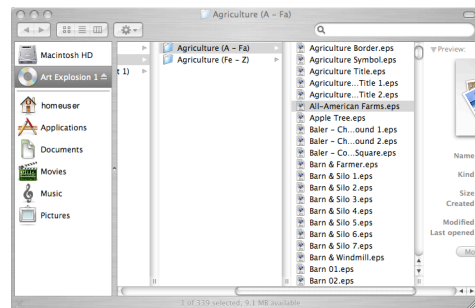 Agriculture (A – Fa)
Macintosh HD
Art Explosion 1
homeuser
Applications
Documents
Movies
Music
Pictures
t 1)
Agriculture (A – Fa)
Agriculture (Fe – Z)
Agriculture Border.eps
Agriculture Symbol.eps
Agriculture Title.eps
Agriculture...Title 1.eps
Agriculture...Title 2.eps
All-American Farms.eps
Apple Tree.eps
Baler – Ch...ound 1.eps
Baler – Ch...ound 2.eps
Baler – Co...Square.eps
Barn & Farmer.eps
Barn & Silo 1.eps
Barn & Silo 2.eps
Barn & Silo 3.eps
Barn & Silo 4.eps
Barn & Silo 5.eps
Barn & Silo 6.eps
Barn & Silo 7.eps
Barn & Windmill.eps
Barn 01.eps
Barn 02.eps
Preview:
Name
Kind
Size
Created
Modified
Last opened
Mo
1 of 339 selected, 9.1 MB available